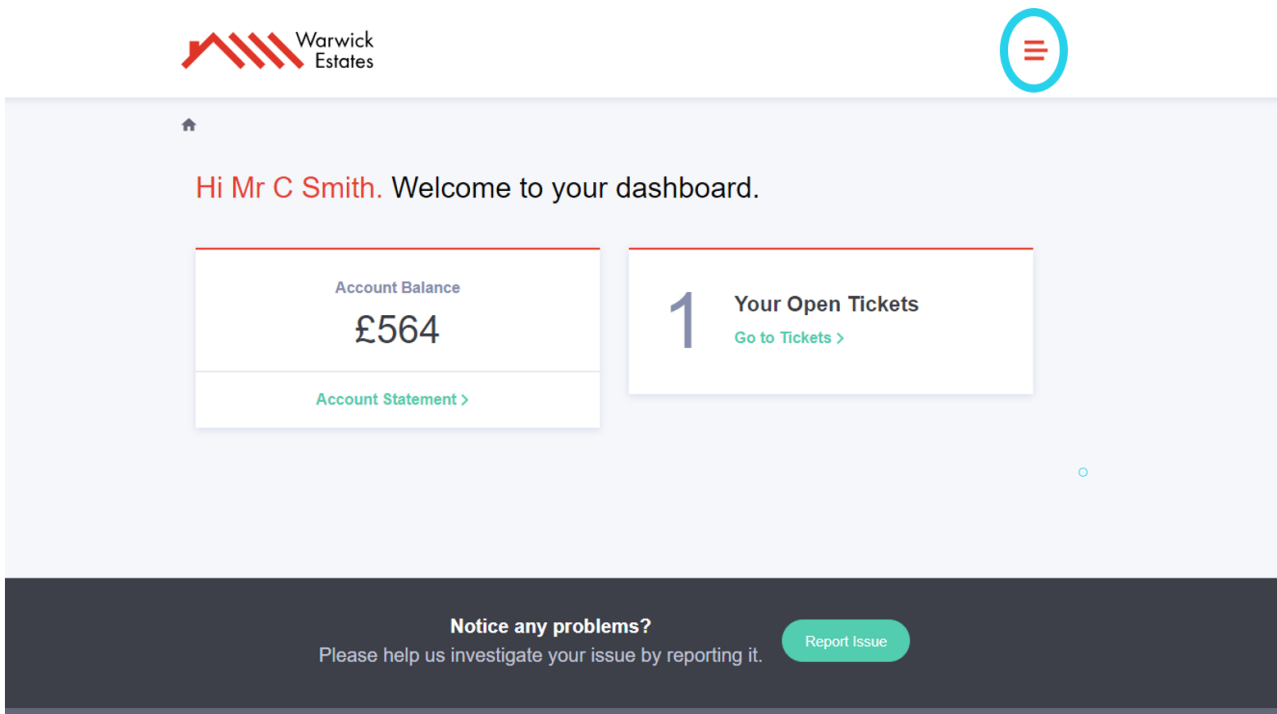 Warwick
Estates
Hi Mr C Smith. Welcome to your dashboard.
Account Balance
£564
Account Statement >
1
Your Open Tickets
Go to Tickets >
Notice any problems?
Please help us investigate your issue by reporting it.
Report Issue